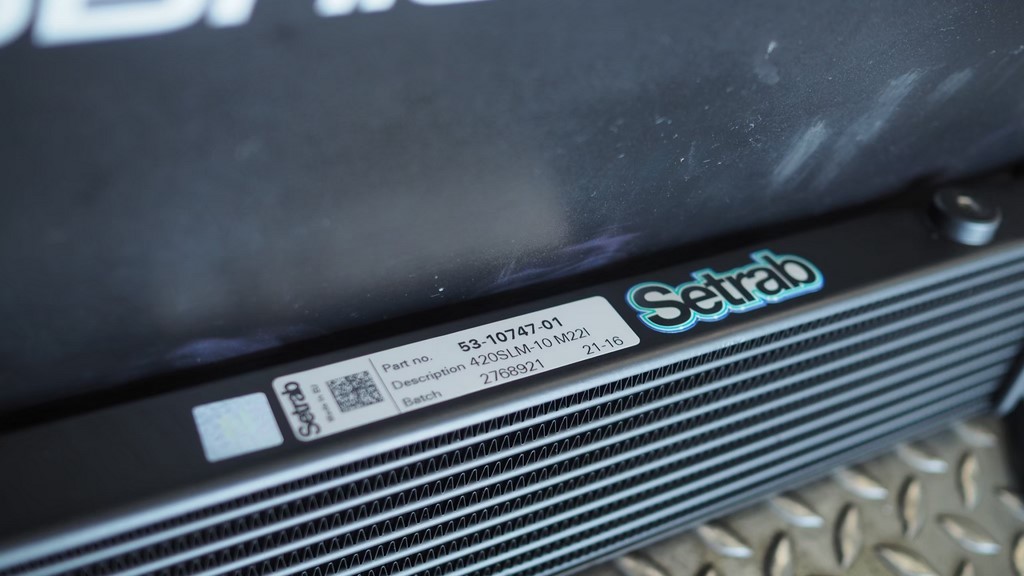 Setrab
Part no. 53-10747-01
Description 420SLM-10 M22I
Batch 2768921 21-16
Setrab